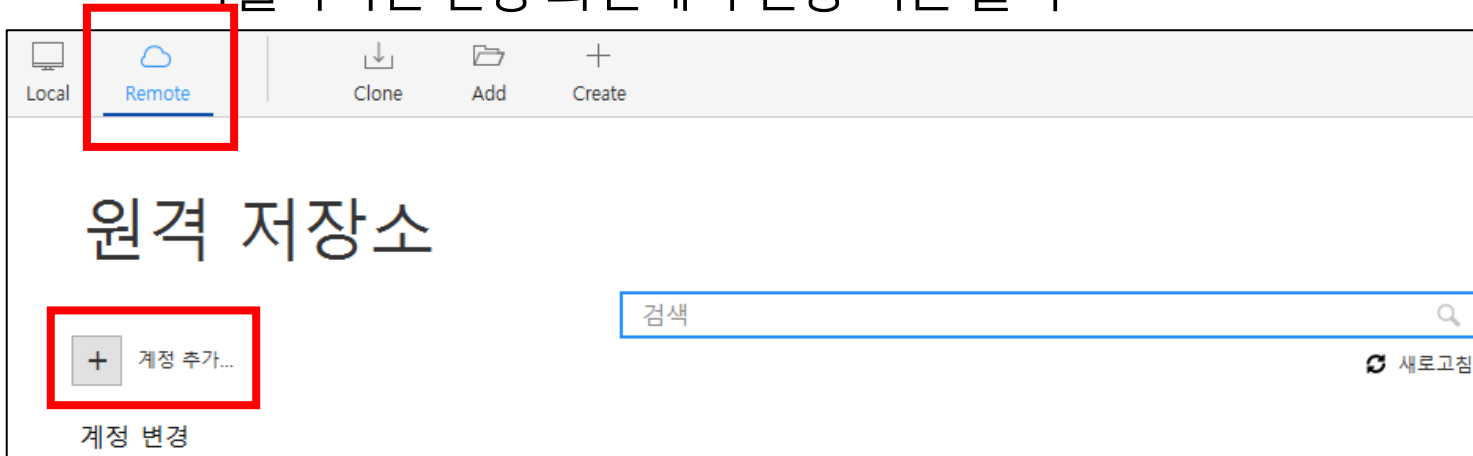 Local Remote Clone Add Create
원격 저장소
검색
+ 계정 추가... 새로고침
계정 변경